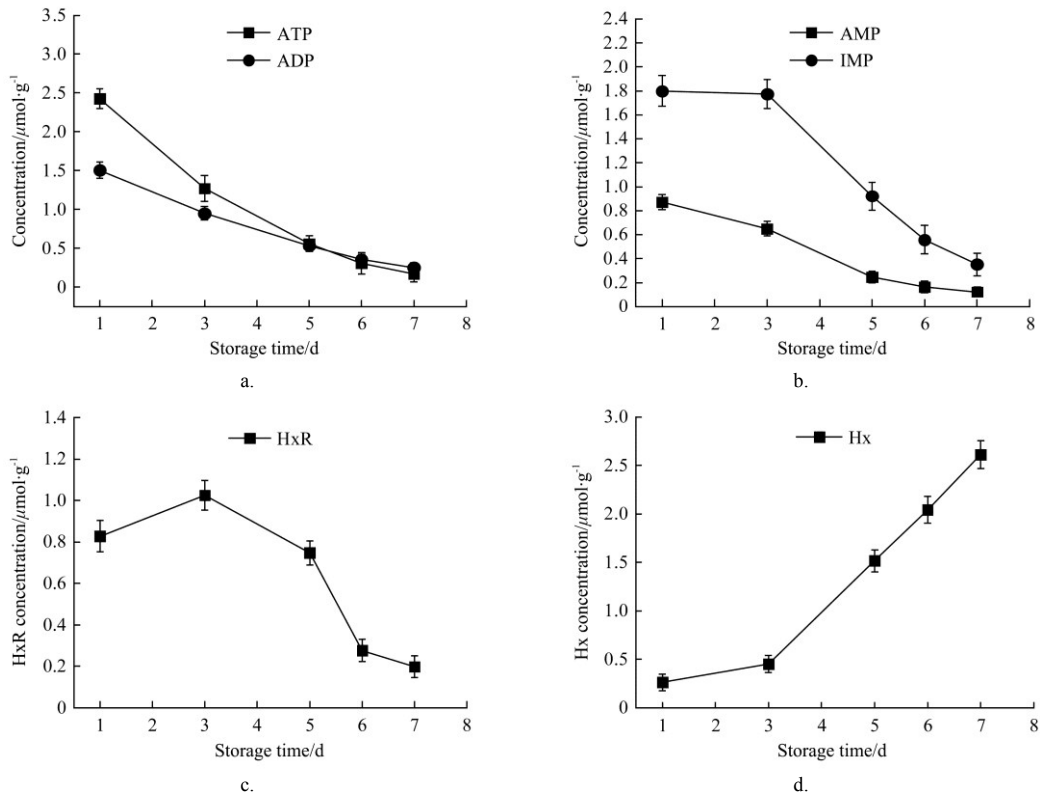 3.5
3.0
2.5
2.0
1.5
1.0
0.5
0
Concentration/μmol·g⁻¹
ATP
ADP
1 2 3 4 5 6 7 8
Storage time/d
a.
2.4
2.2
2.0
1.8
1.6
1.4
1.2
1.0
0.8
0.6
0.4
0.2
0
Concentration/μmol·g⁻¹
AMP
IMP
1 2 3 4 5 6 7 8
Storage time/d
b.
1.4
1.2
1.0
0.8
0.6
0.4
0.2
0
HxR concentration/μmol·g⁻¹
HxR
1 2 3 4 5 6 7 8
Storage time/d
c.
3.0
2.5
2.0
1.5
1.0
0.5
0
Hx concentration/μmol·g⁻¹
Hx
1 2 3 4 5 6 7 8
Storage time/d
d.